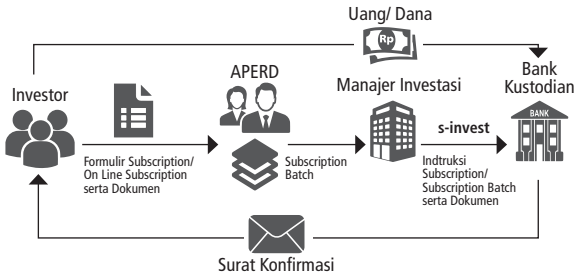 Uang/ Dana
Rp
APERD
Manajer Investasi
Bank
Kustodian
Investor
BANK
s-invest
Formulir Subscription/
On Line Subscription
serta Dokumen
Subscription
Batch
Indtruksi
Subscription/
Subscription Batch
serta Dokumen
Surat Konfirmasi